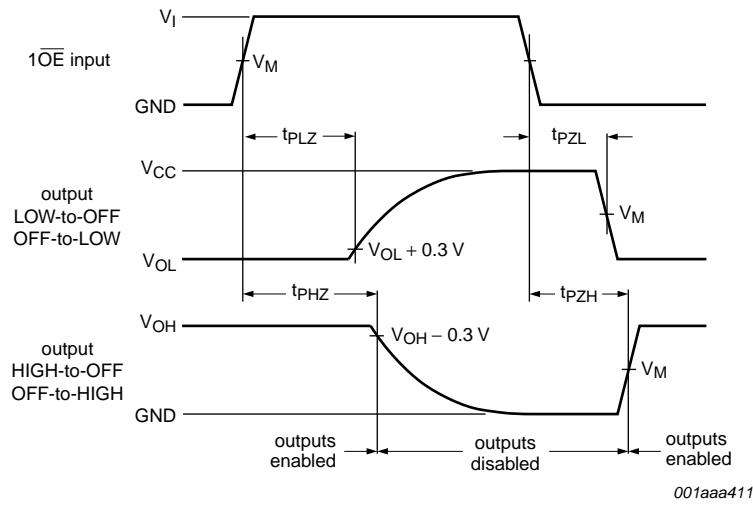 V_I
1O̅E̅ input
V_M
GND
t_PLZ
t_PZL
V_CC
output
LOW-to-OFF
OFF-to-LOW
V_M
V_OL + 0.3 V
V_OL
t_PHZ
t_PZH
V_OH
V_OH − 0.3 V
output
HIGH-to-OFF
OFF-to-HIGH
V_M
GND
outputs
enabled
outputs
disabled
outputs
enabled
001aaa411